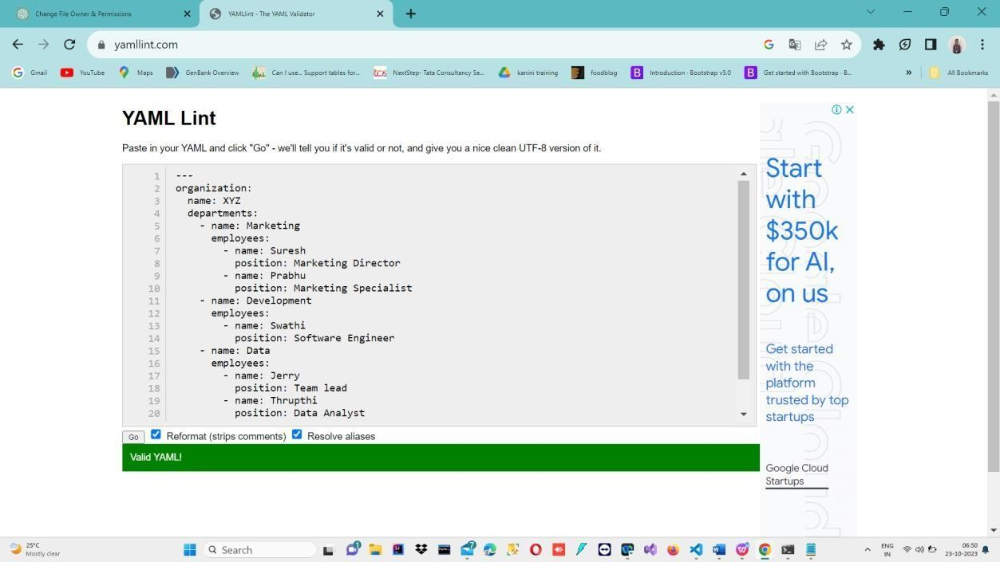 Change File Owner & Permissions
YAMLlint - The YAML Validator
yamllint.com
Gmail
YouTube
Maps
GenBank Overview
Can I use... Support tables for...
NextStep- Tata Consultancy Se...
kanini training
foodblog
Introduction · Bootstrap v5.0
Get started with Bootstrap · B...
»
All Bookmarks
YAML Lint
Paste in your YAML and click "Go" - we'll tell you if it's valid or not, and give you a nice clean UTF-8 version of it.
1 ---
2 organization:
3   name: XYZ
4   departments:
5     - name: Marketing
6       employees:
7         - name: Suresh
8           position: Marketing Director
9         - name: Prabhu
10           position: Marketing Specialist
11     - name: Development
12       employees:
13         - name: Swathi
14           position: Software Engineer
15     - name: Data
16       employees:
17         - name: Jerry
18           position: Team lead
19         - name: Thrupthi
20           position: Data Analyst
Go Reformat (strips comments) Resolve aliases
Valid YAML!
Start
with
$350k
for AI,
on us
Get started
with the
platform
trusted by top
startups
Google Cloud
Startups
25°C
Mostly clear
Search
1
7
ENG
IN
06:50
23-10-2023